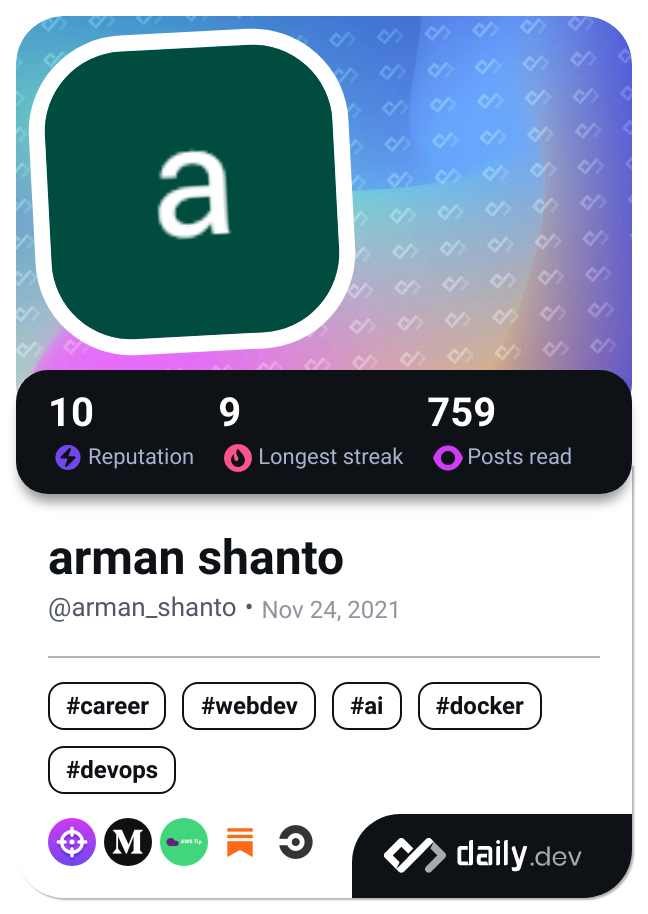 a
10 9 759
Reputation Longest streak Posts read
arman shanto
@arman_shanto • Nov 24, 2021
#career #webdev #ai #docker
#devops
M AWS Tip
daily.dev